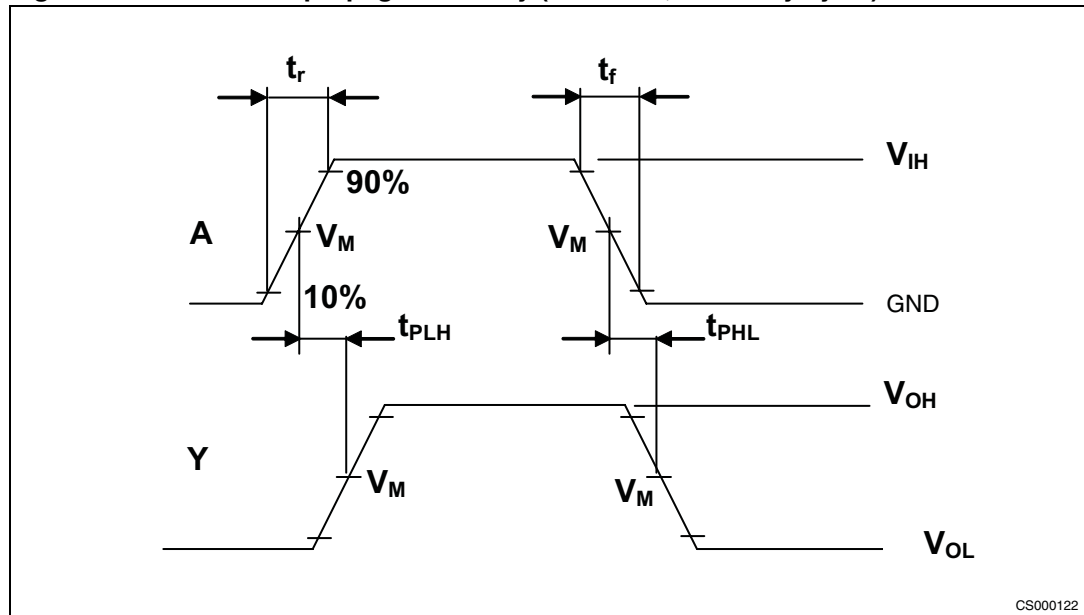 tr
tf
VIH
90%
A
VM
VM
10%
GND
tPLH
tPHL
VOH
Y
VM
VM
VOL
CS000122